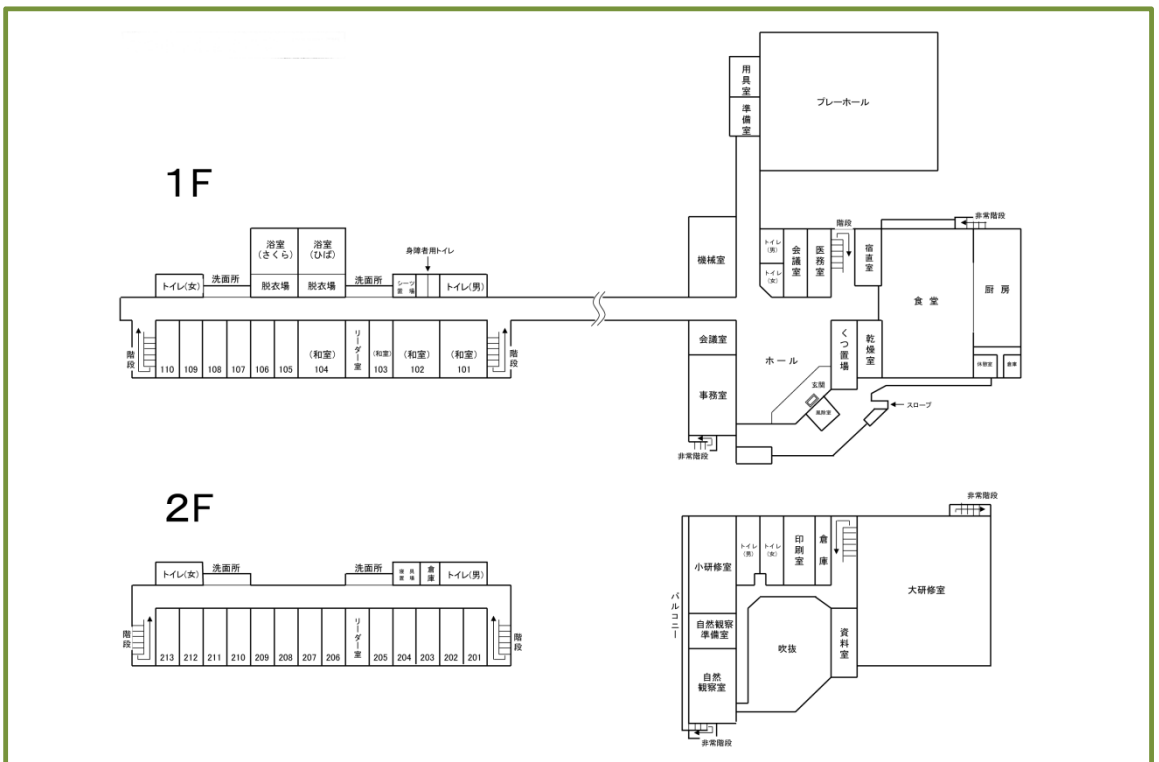 用具室
準備室
プレーホール
1F
浴室
(さくら)
浴室
(ひば)
身障者用トイレ
トイレ(女)
洗面所
脱衣場
脱衣場
洗面所
シーツ
置場
トイレ(男)
機械室
トイレ
(男)
トイレ
(女)
会議室
医務室
階段
宿直室
非常階段
食堂
厨房
階段
110
109
108
107
106
105
(和室)
104
リーダー室
(和室)
103
(和室)
102
(和室)
101
階段
会議室
事務室
ホール
玄関
風除室
くつ置場
乾燥室
休憩室
倉庫
スロープ
非常階段
2F
トイレ(女)
洗面所
洗面所
寝具
置場
倉庫
トイレ(男)
階段
213
212
211
210
209
208
207
206
リーダー室
205
204
203
202
201
階段
非常階段
小研修室
トイレ
(男)
トイレ
(女)
印刷室
倉庫
大研修室
バルコニー
自然観察
準備室
自然
観察室
吹抜
資料室
非常階段